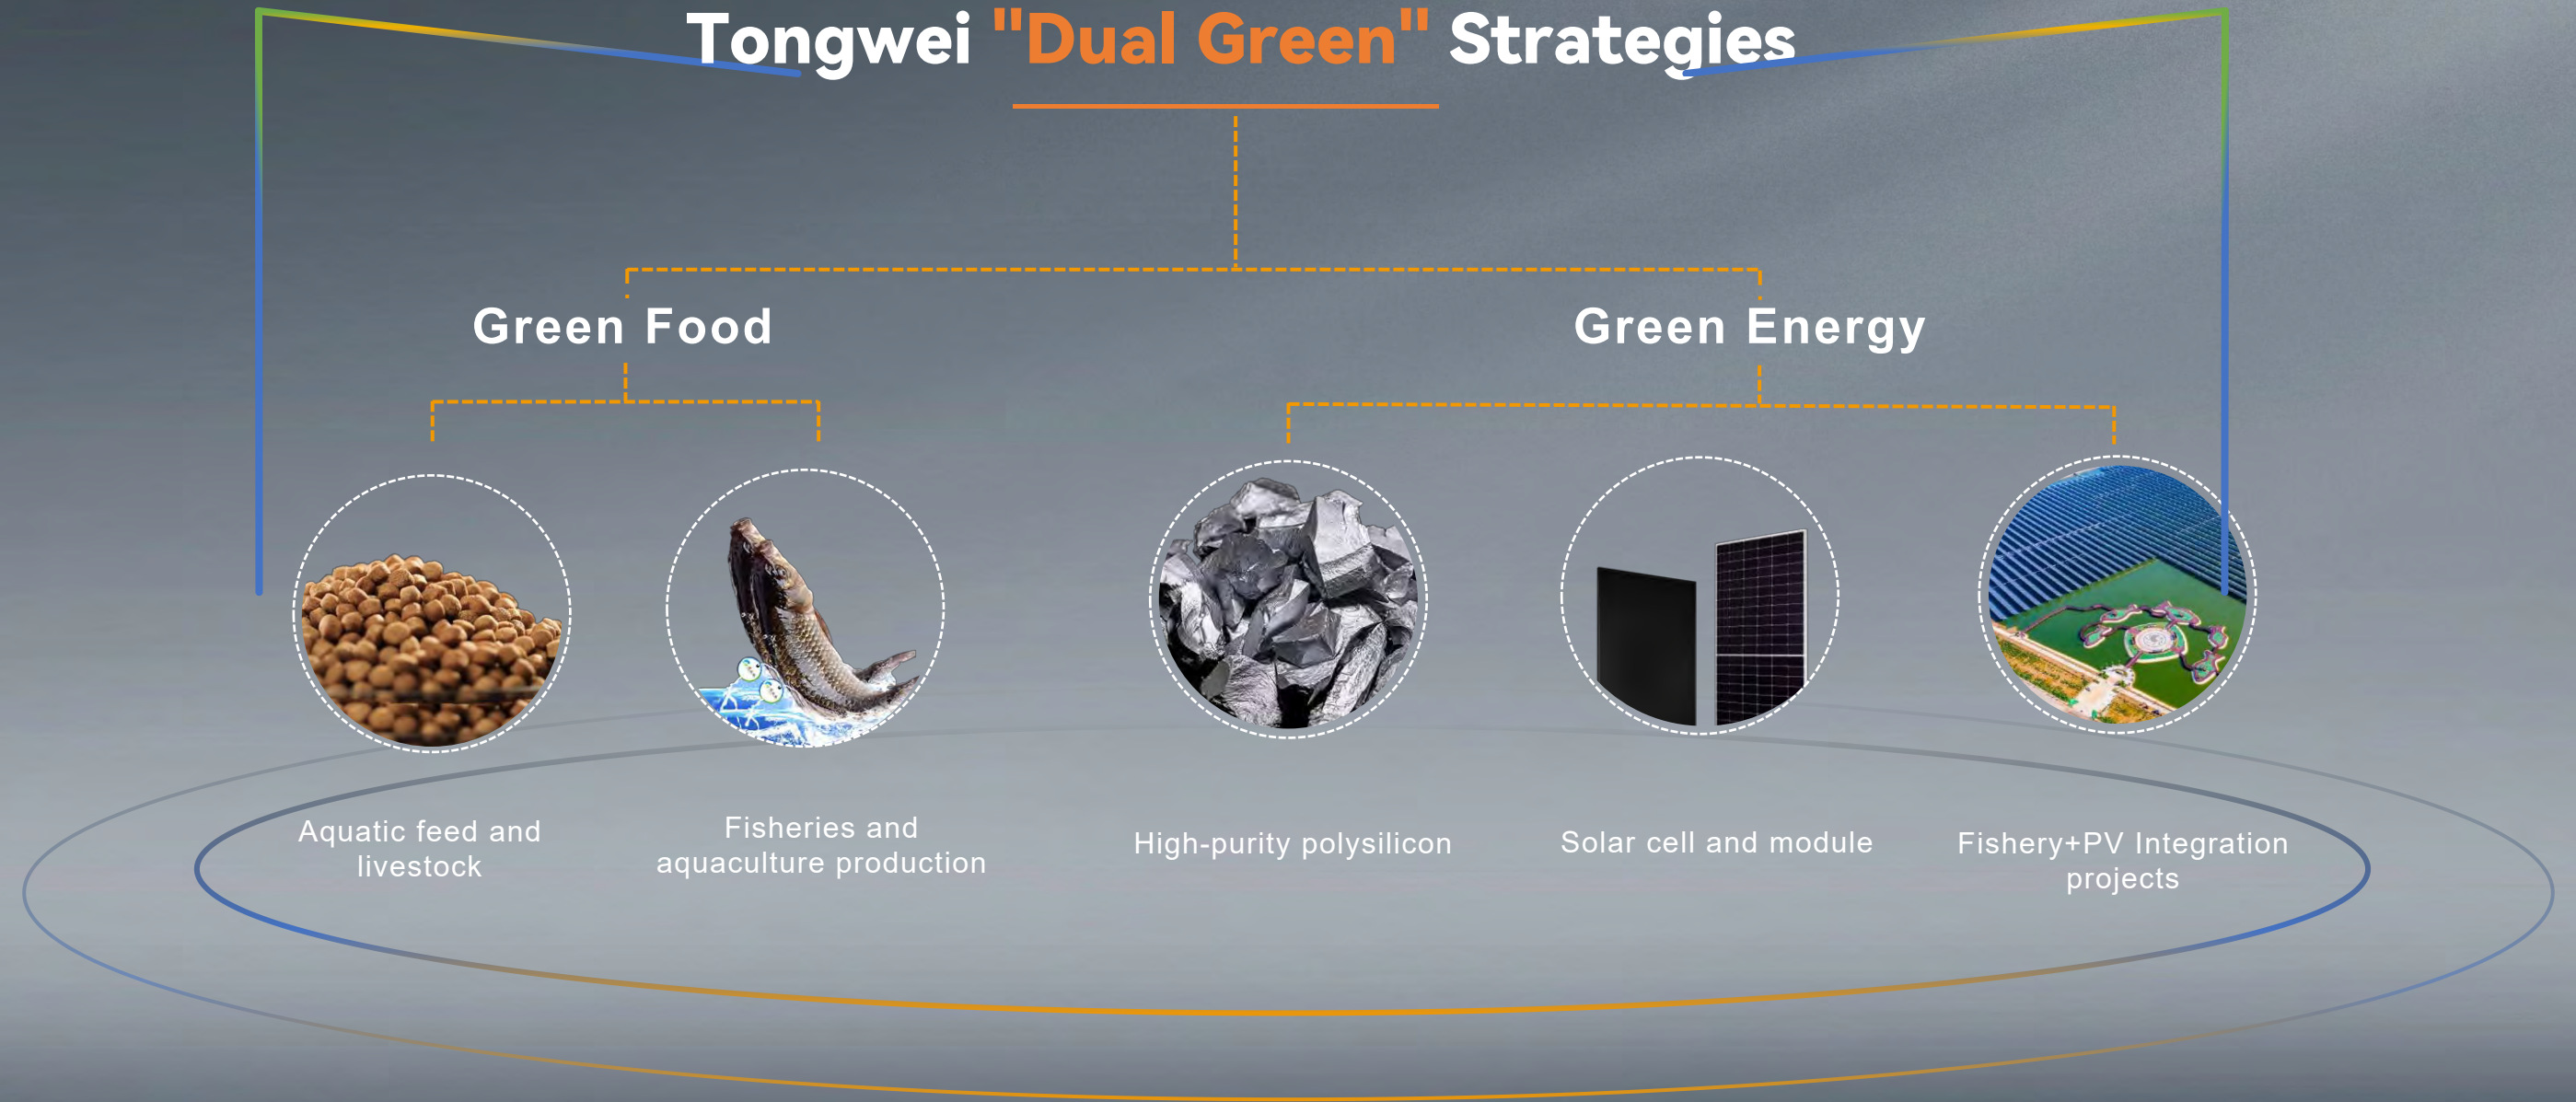 Tongwei "Dual Green" Strategies
Green Food
Green Energy
Aquatic feed and
livestock
Fisheries and
aquaculture production
High-purity polysilicon
Solar cell and module
Fishery+PV Integration
projects